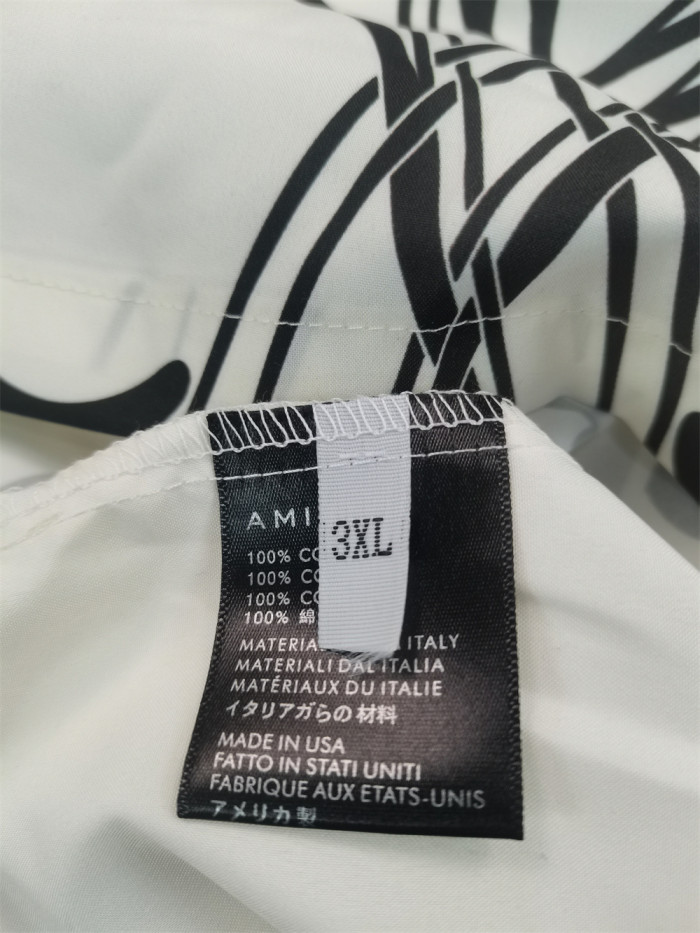 AMI
3XL
100% CO
100% CO
100% CO
100% 綿
MATERIA ITALY
MATERIALI DAL ITALIA
MATÉRIAUX DU ITALIE
イタリアガらの材料
MADE IN USA
FATTO IN STATI UNITI
FABRIQUE AUX ETATS-UNIS
アメリカ製